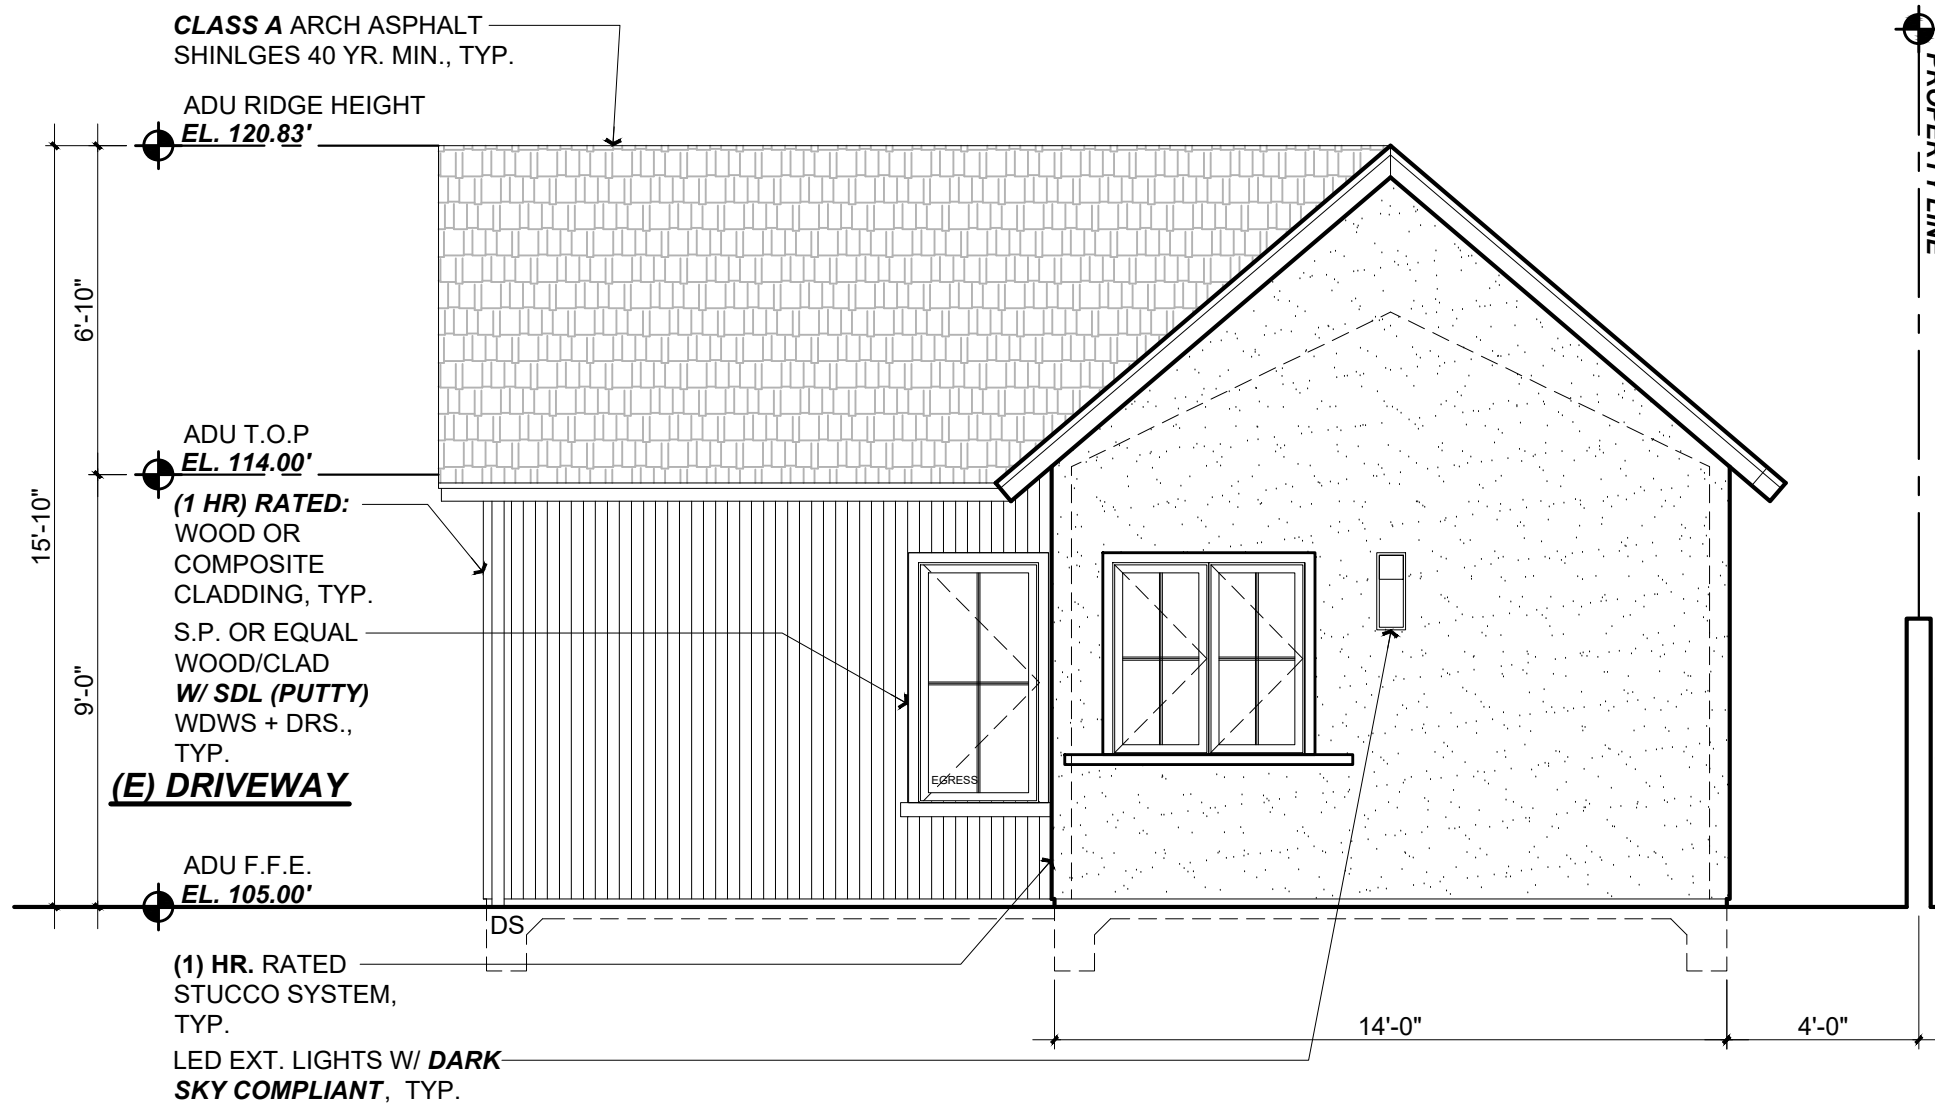 CLASS A ARCH ASPHALT
SHINLGES 40 YR. MIN., TYP.
ADU RIDGE HEIGHT
EL. 120.83'
PROPERTY LINE
6'-10"
15'-10"
ADU T.O.P
EL. 114.00'
(1 HR) RATED:
WOOD OR
COMPOSITE
CLADDING, TYP.
S.P. OR EQUAL
WOOD/CLAD
W/ SDL (PUTTY)
WDWS + DRS.,
TYP.
9'-0"
(E) DRIVEWAY
EGRESS
ADU F.F.E.
EL. 105.00'
DS
(1) HR. RATED
STUCCO SYSTEM,
TYP.
14'-0"
4'-0"
LED EXT. LIGHTS W/ DARK
SKY COMPLIANT, TYP.